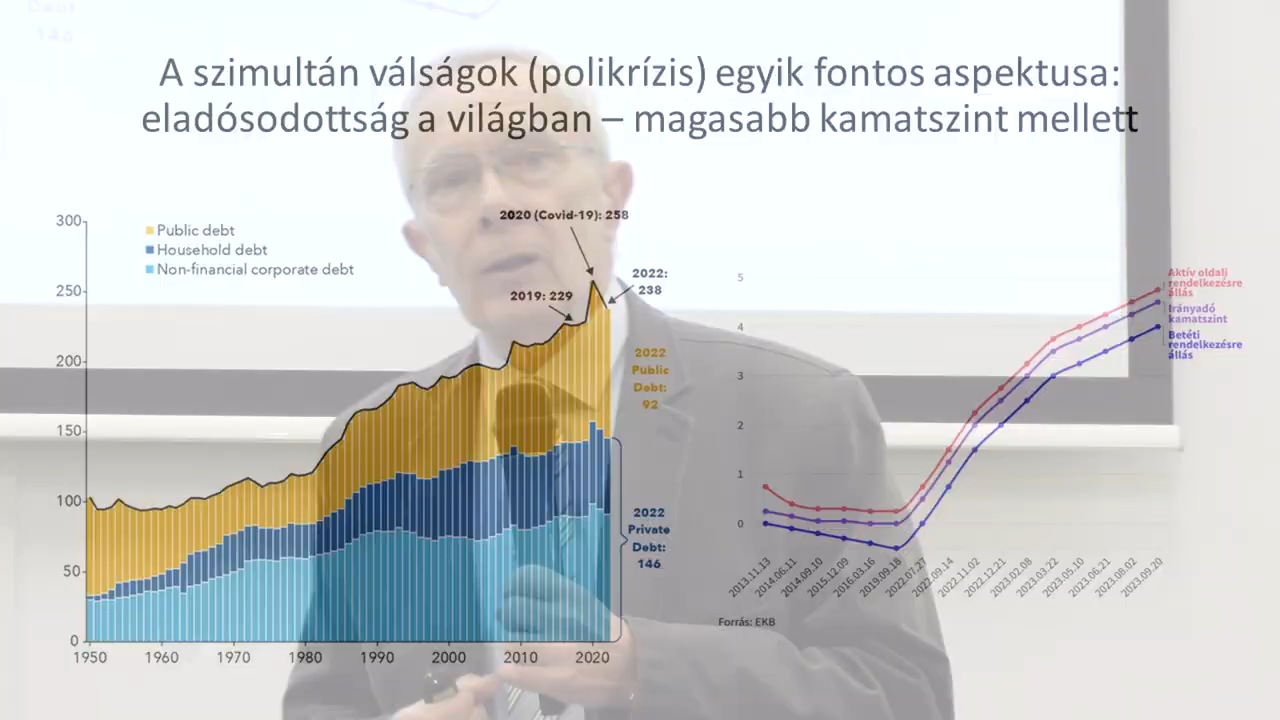 Debt
146
A szimultán válságok (polikrízis) egyik fontos aspektusa:
eladósodottság a világban – magasabb kamatszint mellett
300
250
200
150
100
50
0
1950
1960
1970
1980
1990
2000
2010
2020
Public debt
Household debt
Non-financial corporate debt
2020 (Covid-19): 258
2019: 229
2022:
238
2022
Public
Debt:
92
2022
Private
Debt:
146
5
4
3
2
1
0
Aktív oldali
rendelkezésre
állás
Irányadó
kamatszint
Betéti
rendelkezésre
állás
2013.11.13
2014.06.11
2014.09.10
2015.12.09
2016.03.16
2019.09.18
2022.07.27
2022.09.14
2022.11.02
2022.12.21
2023.02.08
2023.03.22
2023.05.10
2023.06.21
2023.08.02
2023.09.20
Forrás: EKB